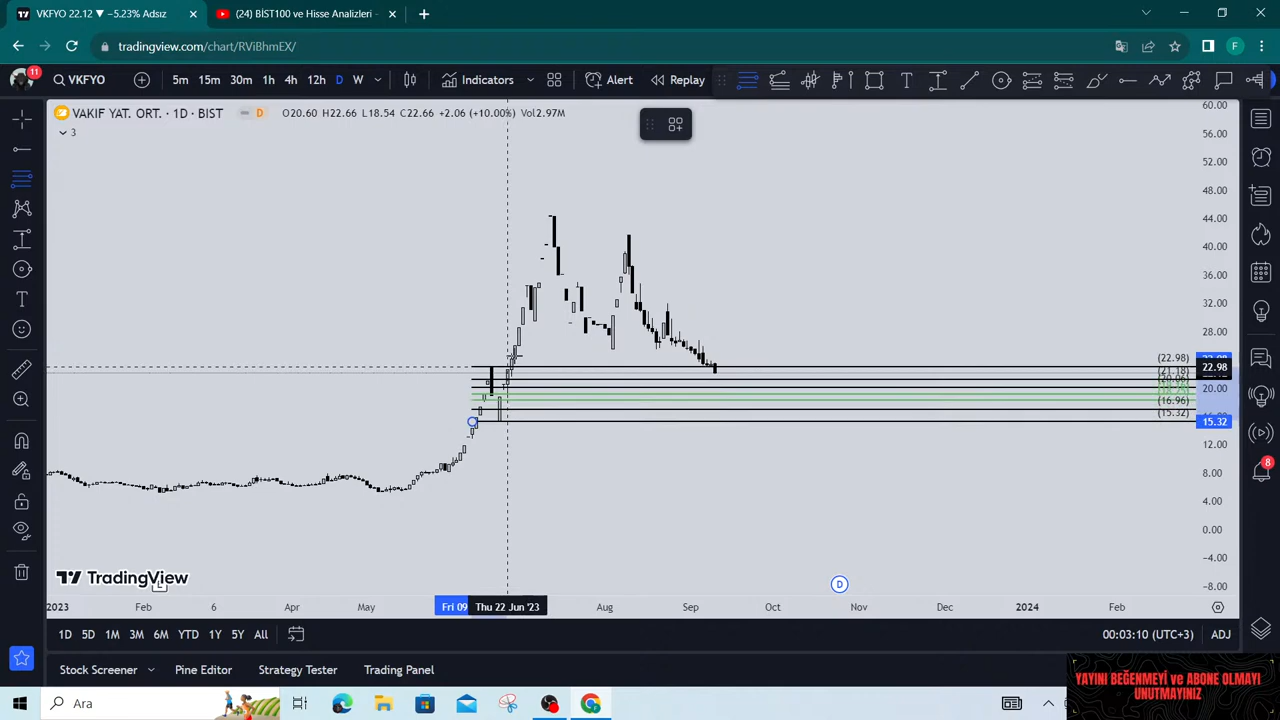 VKFYO 22.12 ▼ −5.23% Adsız
(24) BİST100 ve Hisse Analizleri -
tradingview.com/chart/RViBhmEX/
F
11
VKFYO
5m 15m 30m 1h 4h 12h D W
Indicators
Alert
Replay
VAKIF YAT. ORT. · 1D · BIST
D
O20.60 H22.66 L18.54 C22.66 +2.06 (+10.00%) Vol2.97M
3
60.00
56.00
52.00
48.00
44.00
40.00
36.00
32.00
28.00
(22.98)
22.98
(21.18)
(20.06)
20.00
(16.96)
(15.32)
15.32
12.00
8.00
4.00
0.00
−4.00
−8.00
8
TradingView
D
2023 Feb 6 Apr May Fri 09 Thu 22 Jun '23 Aug Sep Oct Nov Dec 2024 Feb
1D 5D 1M 3M 6M YTD 1Y 5Y All
00:03:10 (UTC+3) ADJ
Stock Screener Pine Editor Strategy Tester Trading Panel
Ara
YAYINI BEĞENMEYİ ve ABONE OLMAYI
UNUTMAYINIZ